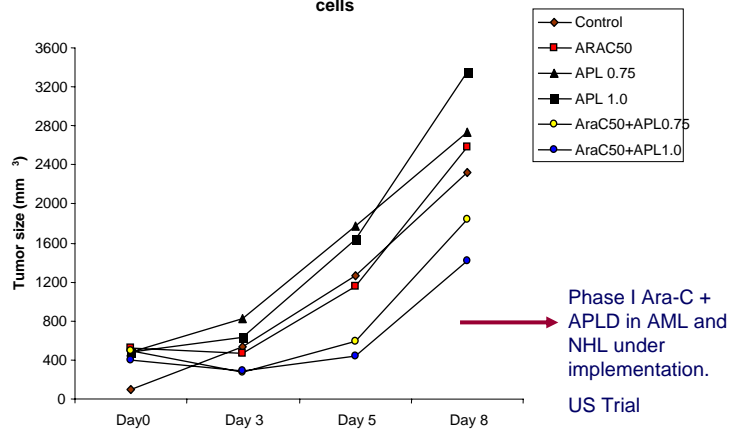 cells
Control
ARAC50
APL 0.75
APL 1.0
AraC50+APL0.75
AraC50+APL1.0
Tumor size (mm 3)
3600
3200
2800
2400
2000
1600
1200
800
400
0
Day0 Day 3 Day 5 Day 8
Phase I Ara-C +
APLD in AML and
NHL under
implementation.
US Trial